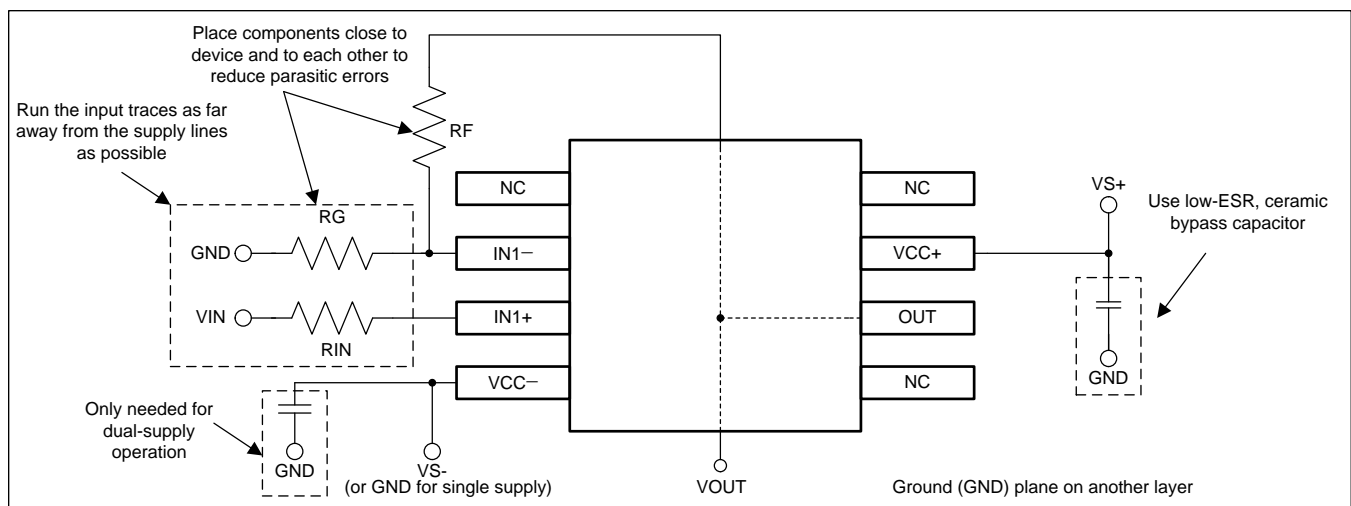 Place components close to
device and to each other to
reduce parasitic errors
Run the input traces as far
away from the supply lines
as possible
RF
NC
NC
VS+
Use low-ESR, ceramic
bypass capacitor
RG
GND
IN1−
VCC+
VIN
IN1+
OUT
RIN
VCC−
NC
GND
Only needed for
dual-supply
operation
GND
VS-
(or GND for single supply)
VOUT
Ground (GND) plane on another layer